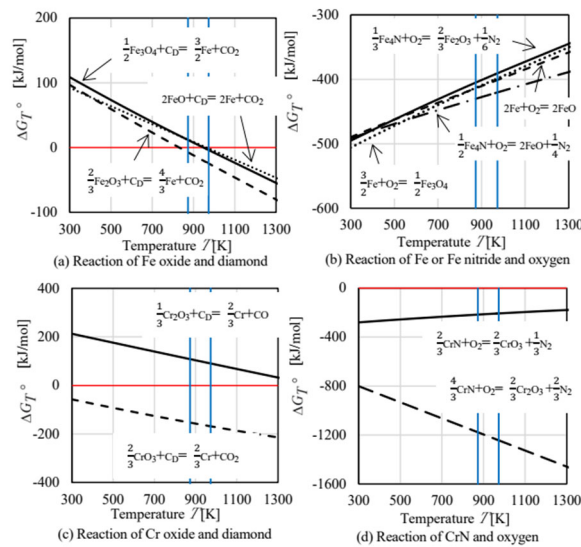 100
0
-100
300 500 700 900 1100 1300
ΔG_T° [kJ/mol]
1/2Fe₃O₄+C_D= 3/2Fe+CO₂
2FeO+C_D= 2Fe+CO₂
2/3Fe₂O₃+C_D= 4/3Fe+CO₂
Temperature T[K]
(a) Reaction of Fe oxide and diamond
-300
-400
-500
-600
300 500 700 900 1100 1300
ΔG_T° [kJ/mol]
1/3Fe₄N+O₂= 2/3Fe₂O₃+1/6N₂
2Fe+O₂= 2FeO
1/2Fe₄N+O₂= 2FeO+1/4N₂
3/2Fe+O₂= 1/2Fe₃O₄
Temperatute T[K]
(b) Reaction of Fe or Fe nitride and oxygen
400
200
0
-200
-400
300 500 700 900 1100 1300
ΔG_T° [kJ/mol]
1/3Cr₂O₃+C_D= 2/3Cr+CO
2/3CrO₃+C_D= 2/3Cr+CO₂
Temperature T[K]
(c) Reaction of Cr oxide and diamond
0
-400
-800
-1200
-1600
300 500 700 900 1100 1300
ΔG_T° [kJ/mol]
2/3CrN+O₂= 2/3CrO₃+1/3N₂
4/3CrN+O₂= 2/3Cr₂O₃+2/3N₂
Temperature T[K]
(d) Reaction of CrN and oxygen